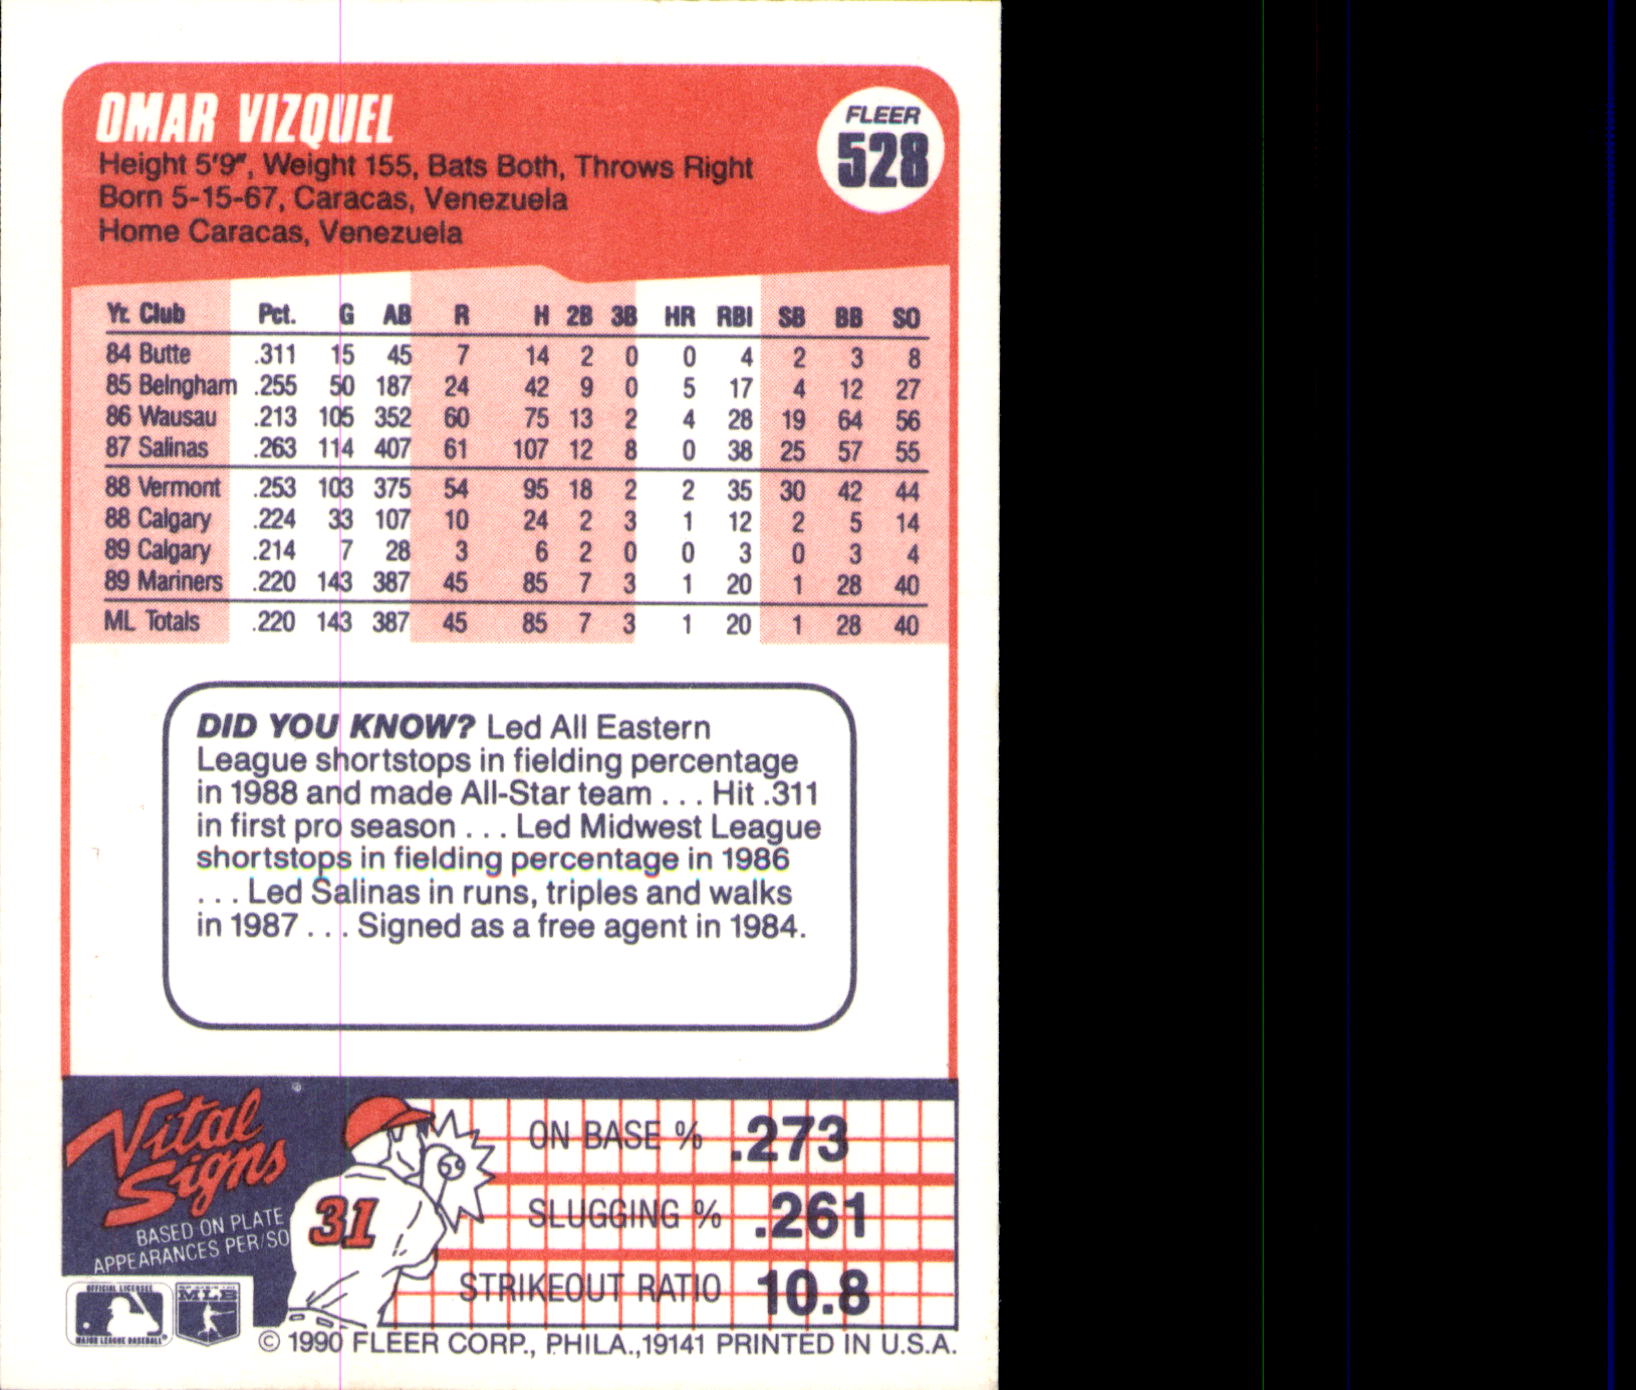 OMAR VIZQUEL
FLEER
528
Height 5'9", Weight 155, Bats Both, Throws Right
Born 5-15-67, Caracas, Venezuela
Home Caracas, Venezuela
Yr. Club Pct. G AB R H 2B 3B HR RBI SB BB SO
84 Butte .311 15 45 7 14 2 0 0 4 2 3 8
85 Belngham .255 50 187 24 42 9 0 5 17 4 12 27
86 Wausau .213 105 352 60 75 13 2 4 28 19 64 56
87 Salinas .263 114 407 61 107 12 8 0 38 25 57 55
88 Vermont .253 103 375 54 95 18 2 2 35 30 42 44
88 Calgary .224 33 107 10 24 2 3 1 12 2 5 14
89 Calgary .214 7 28 3 6 2 0 0 3 0 3 4
89 Mariners .220 143 387 45 85 7 3 1 20 1 28 40
ML Totals .220 143 387 45 85 7 3 1 20 1 28 40
DID YOU KNOW? Led All Eastern
League shortstops in fielding percentage
in 1988 and made All-Star team . . . Hit .311
in first pro season . . . Led Midwest League
shortstops in fielding percentage in 1986
. . . Led Salinas in runs, triples and walks
in 1987 . . . Signed as a free agent in 1984.
Vital
Signs
BASED ON PLATE
APPEARANCES PER/SO
31
ON BASE % .273
SLUGGING % .261
STRIKEOUT RATIO 10.8
OFFICIAL LICENSEE
MAJOR LEAGUE BASEBALL
MLB
© 1990 FLEER CORP., PHILA.,19141 PRINTED IN U.S.A.